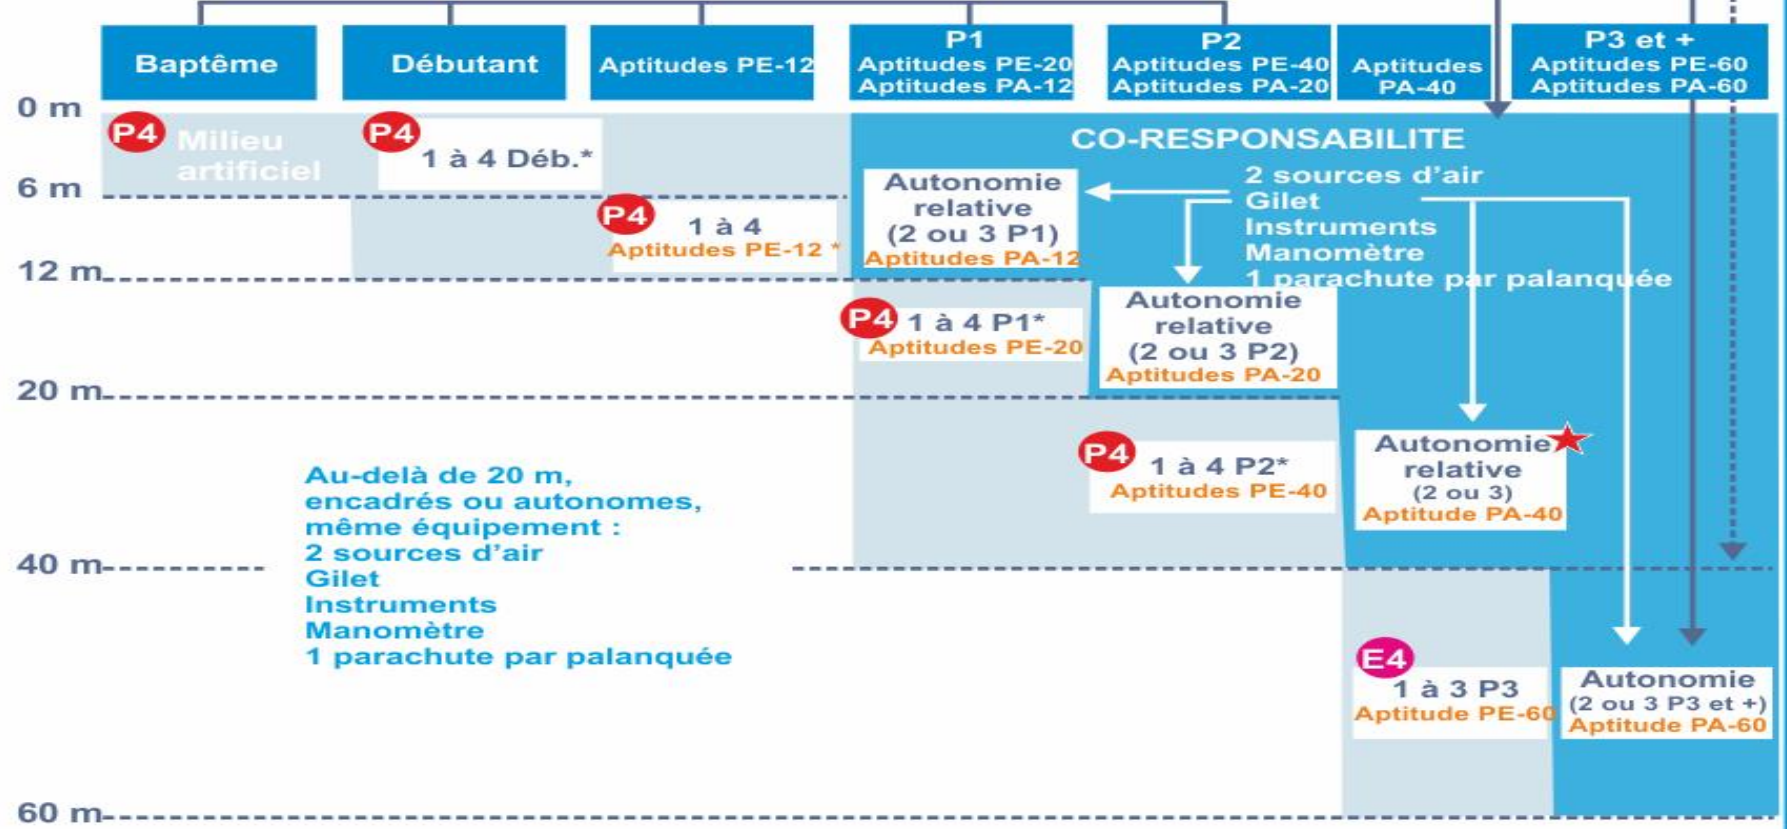 Baptême
Débutant
Aptitudes PE-12
P1
Aptitudes PE-20
Aptitudes PA-12
P2
Aptitudes PE-40
Aptitudes PA-20
Aptitudes
PA-40
P3 et +
Aptitudes PE-60
Aptitudes PA-60
0 m
P4
Milieu
artificiel
P4
1 à 4 Déb.*
CO-RESPONSABILITE
2 sources d'air
Gilet
Instruments
Manomètre
1 parachute par palanquée
6 m
P4
1 à 4
Aptitudes PE-12 *
Autonomie
relative
(2 ou 3 P1)
Aptitudes PA-12
12 m
P4
1 à 4 P1*
Aptitudes PE-20
Autonomie
relative
(2 ou 3 P2)
Aptitudes PA-20
20 m
P4
1 à 4 P2*
Aptitudes PE-40
Autonomie
relative
(2 ou 3)
Aptitude PA-40
Au-delà de 20 m,
encadrés ou autonomes,
même équipement :
2 sources d'air
Gilet
Instruments
Manomètre
1 parachute par palanquée
40 m
E4
1 à 3 P3
Aptitude PE-60
Autonomie
(2 ou 3 P3 et +)
Aptitude PA-60
60 m